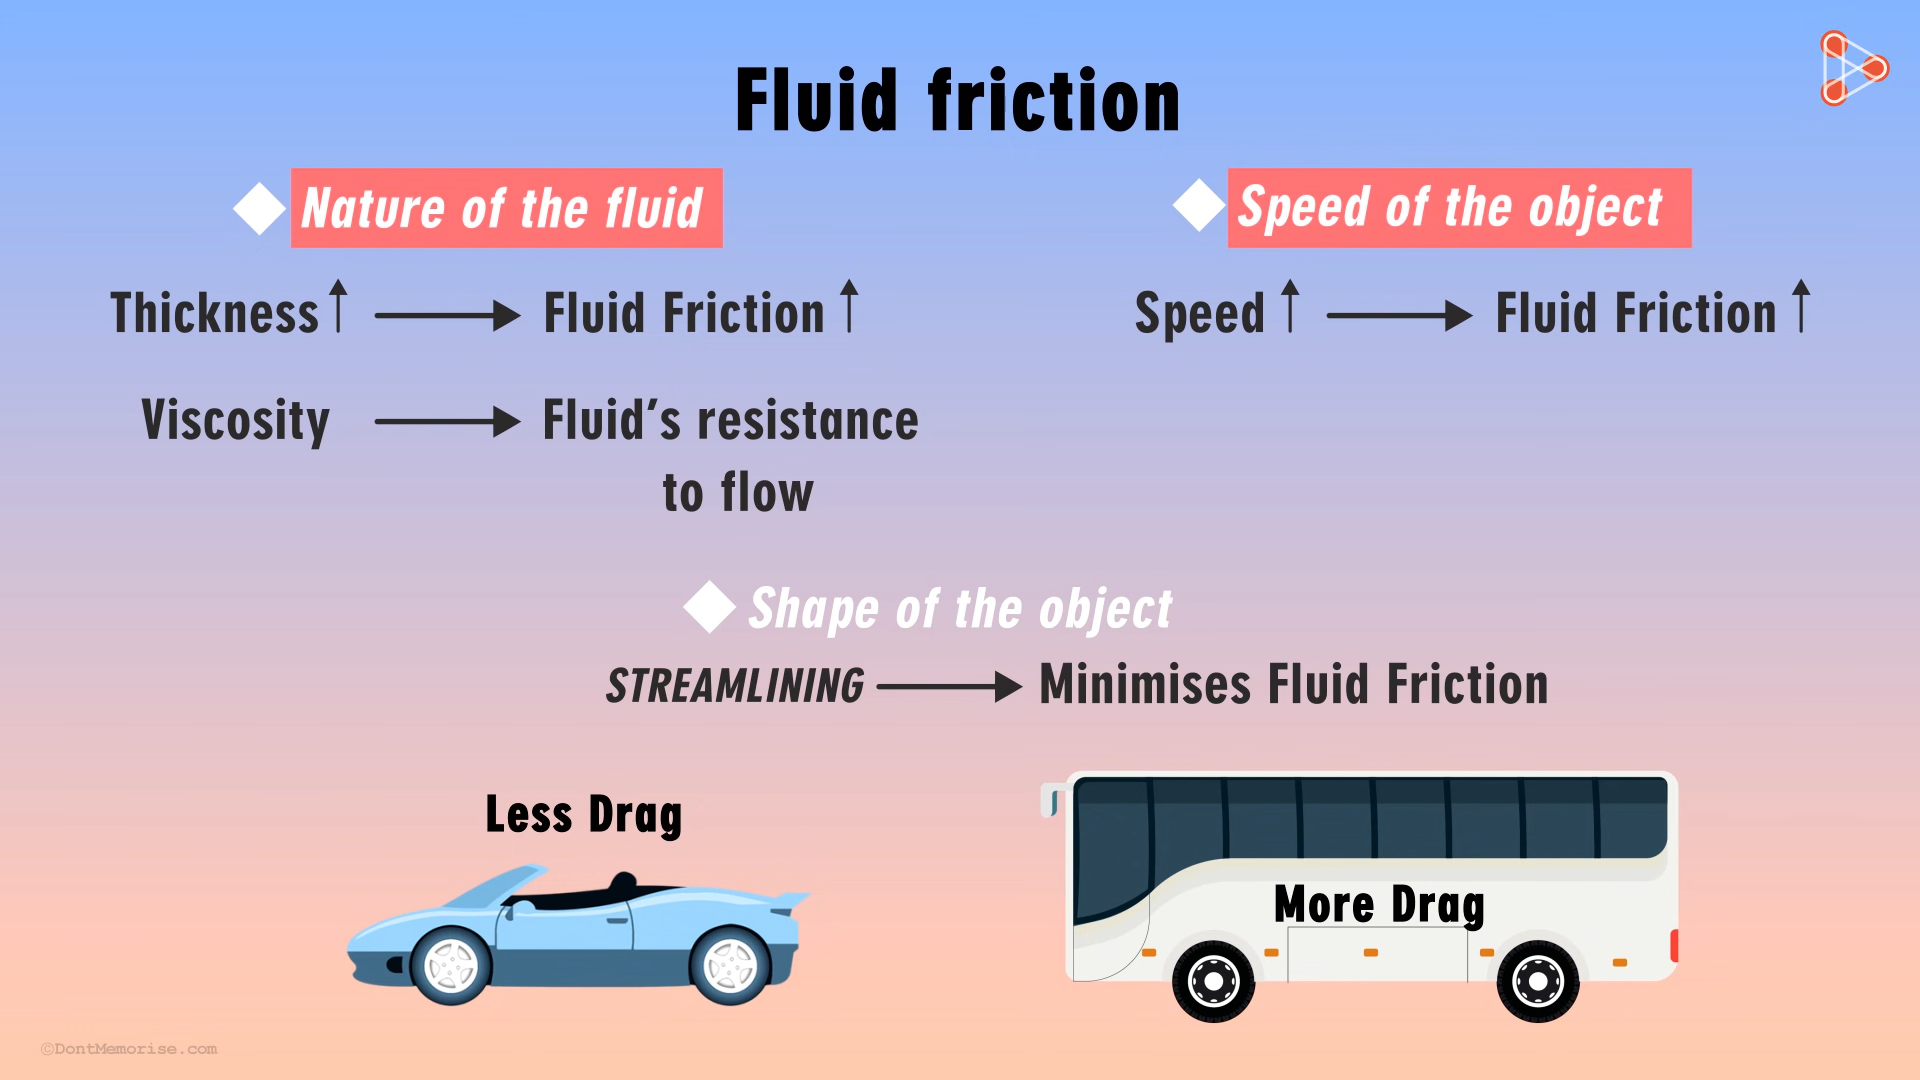 Fluid friction
Nature of the fluid
Thickness ↑ → Fluid Friction ↑
Viscosity → Fluid's resistance
to flow
Speed of the object
Speed ↑ → Fluid Friction ↑
Shape of the object
STREAMLINING → Minimises Fluid Friction
Less Drag
More Drag
©DontMemorise.com